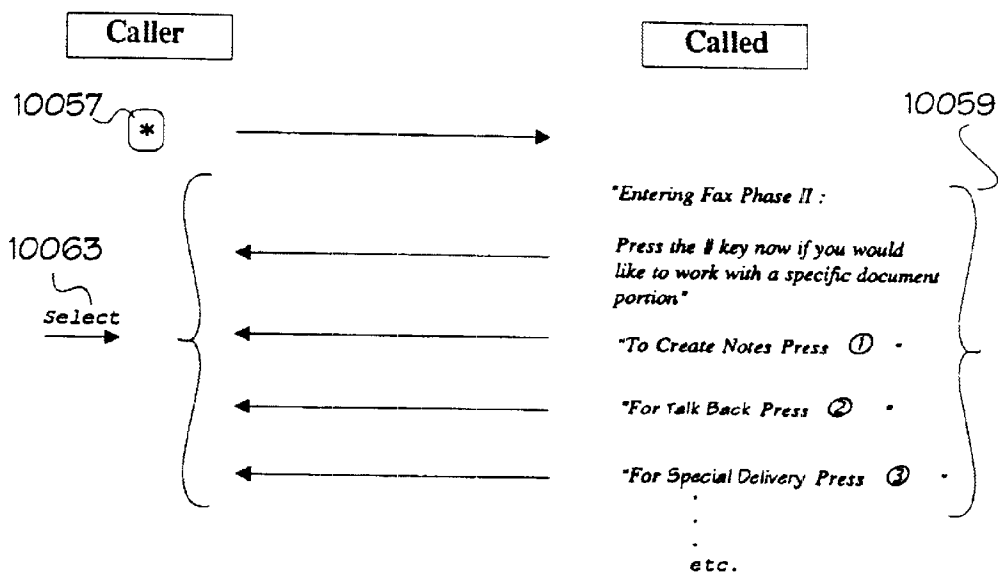 Caller
Called
10057
*
10059
"Entering Fax Phase II :
Press the # key now if you would
like to work with a specific document
portion"
10063
Select
"To Create Notes Press ① "
"For Talk Back Press ② "
"For Special Delivery Press ③ "
.
.
.
etc.